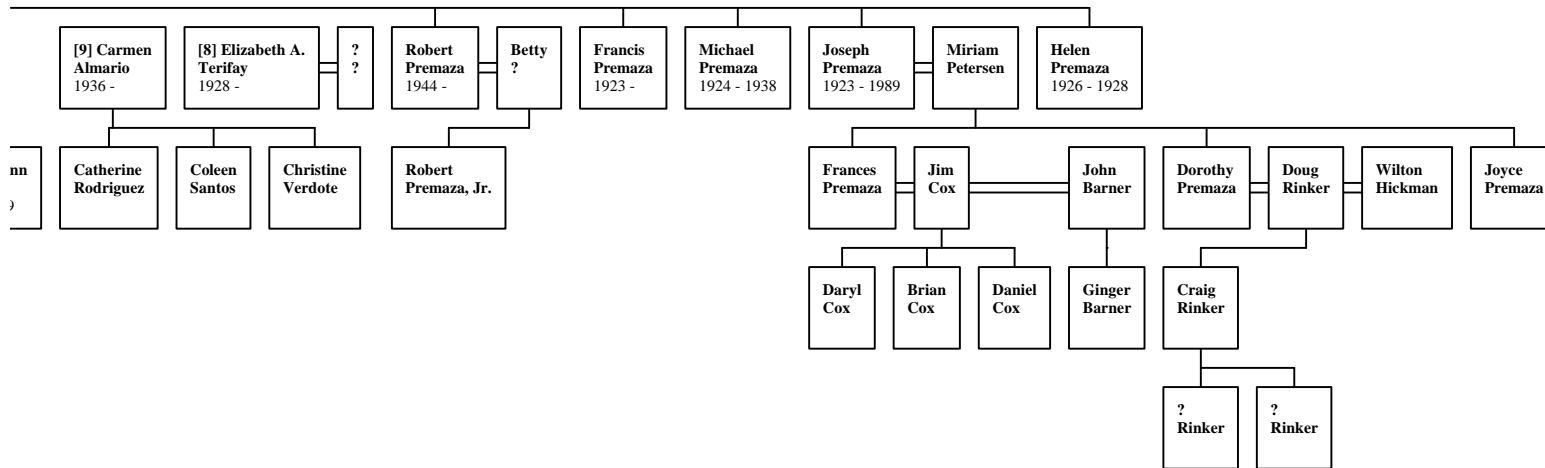 [9] Carmen
Almario
1936 -
[8] Elizabeth A.
Terifay
1928 -
?
?
Robert
Premaza
1944 -
Betty
?
Francis
Premaza
1923 -
Michael
Premaza
1924 - 1938
Joseph
Premaza
1923 - 1989
Miriam
Petersen
Helen
Premaza
1926 - 1928
nn
9
Catherine
Rodriguez
Coleen
Santos
Christine
Verdote
Robert
Premaza, Jr.
Frances
Premaza
Jim
Cox
John
Barner
Dorothy
Premaza
Doug
Rinker
Wilton
Hickman
Joyce
Premaza
Daryl
Cox
Brian
Cox
Daniel
Cox
Ginger
Barner
Craig
Rinker
?
Rinker
?
Rinker